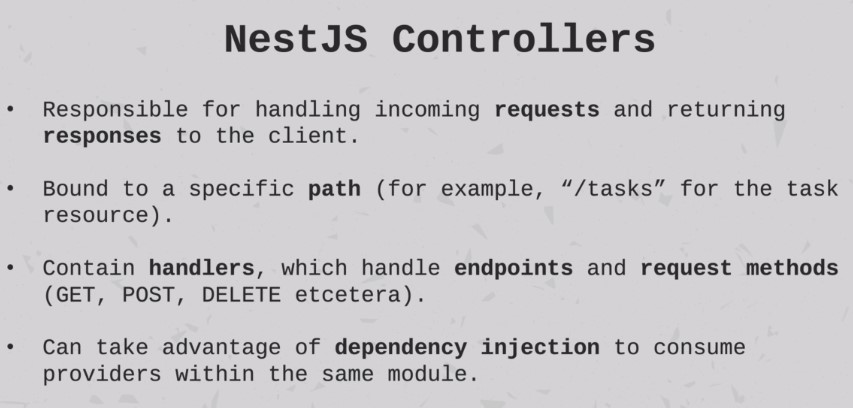 NestJS Controllers
• Responsible for handling incoming requests and returning
responses to the client.
• Bound to a specific path (for example, “/tasks” for the task
resource).
• Contain handlers, which handle endpoints and request methods
(GET, POST, DELETE etcetera).
• Can take advantage of dependency injection to consume
providers within the same module.